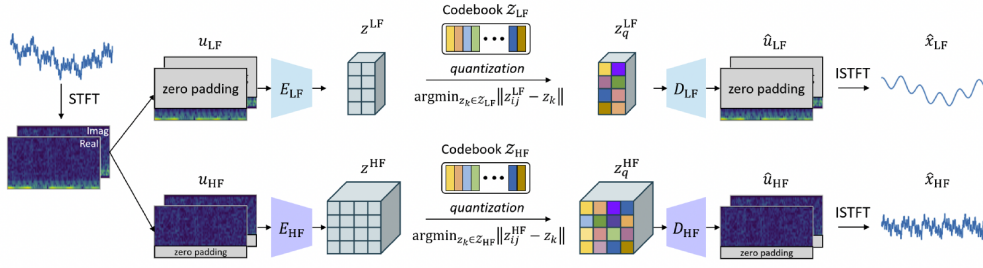 STFT
Imag
Real
u_LF
zero padding
E_LF
z^LF
Codebook Z_LF
quantization
argmin_{z_k∈Z_LF}‖z_ij^LF − z_k‖
z_q^LF
D_LF
û_LF
zero padding
ISTFT
x̂_LF
u_HF
zero padding
E_HF
z^HF
Codebook Z_HF
quantization
argmin_{z_k∈Z_HF}‖z_ij^HF − z_k‖
z_q^HF
D_HF
û_HF
zero padding
ISTFT
x̂_HF